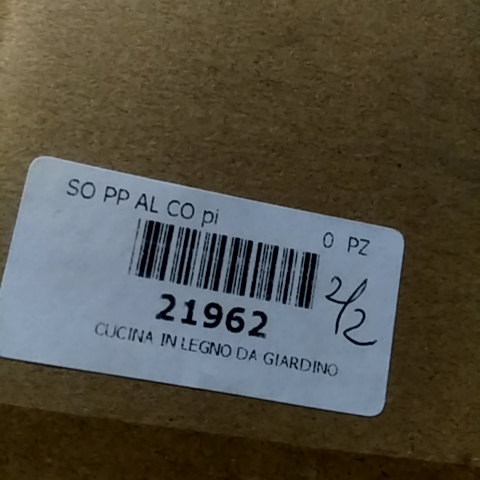 SO PP AL CO pi
0 PZ
2/2
21962
CUCINA IN LEGNO DA GIARDINO